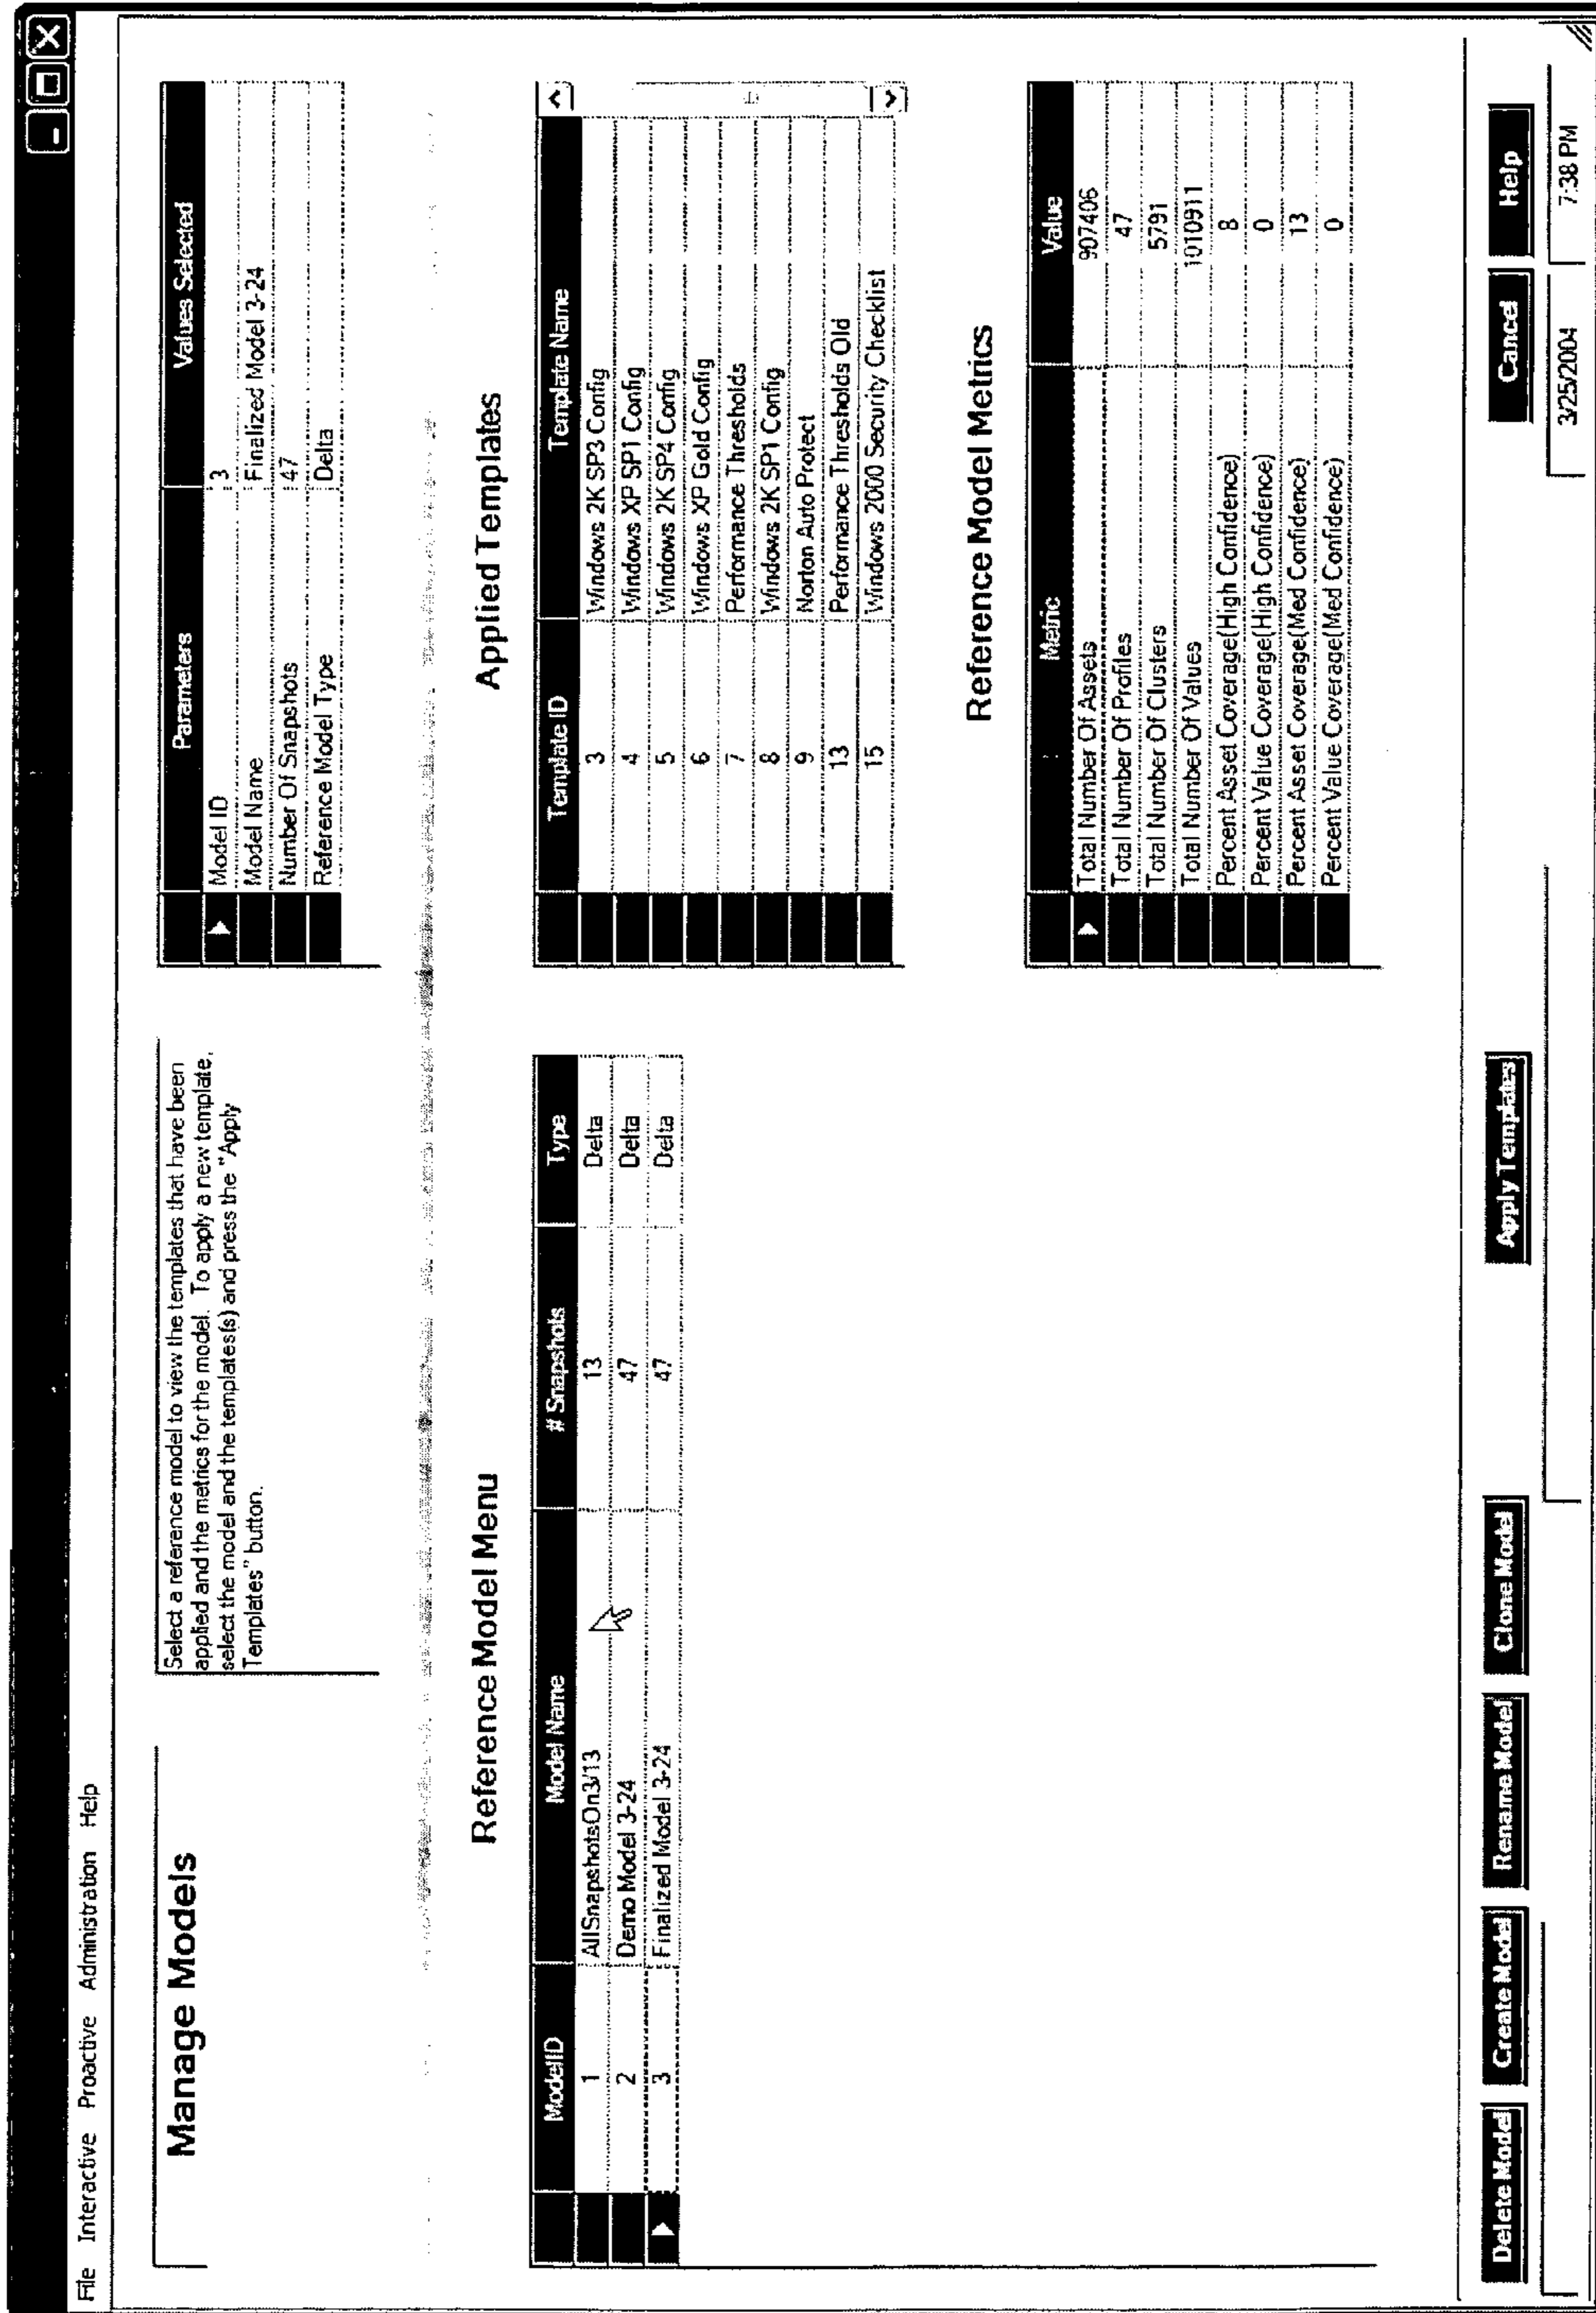 File Interactive Proactive Administration Help
Manage Models
Select a reference model to view the templates that have been
applied and the metrics for the model. To apply a new template,
select the model and the templates(s) and press the "Apply
Templates" button.
Parameters Values Selected
Model ID 3
Model Name Finalized Model 3-24
Number Of Snapshots 47
Reference Model Type Delta
Reference Model Menu
ModelID Model Name # Snapshots Type
1 AllSnapshotsOn3/13 13 Delta
2 Demo Model 3-24 47 Delta
3 Finalized Model 3-24 47 Delta
Applied Templates
Template ID Template Name
3 Windows 2K SP3 Config
4 Windows XP SP1 Config
5 Windows 2K SP4 Config
6 Windows XP Gold Config
7 Performance Thresholds
8 Windows 2K SP1 Config
9 Norton Auto Protect
13 Performance Thresholds Old
15 Windows 2000 Security Checklist
Reference Model Metrics
Metric Value
Total Number Of Assets 907406
Total Number Of Profiles 47
Total Number Of Clusters 5791
Total Number Of Values 1010911
Percent Asset Coverage(High Confidence) 8
Percent Value Coverage(High Confidence) 0
Percent Asset Coverage(Med Confidence) 13
Percent Value Coverage(Med Confidence) 0
Delete Model Create Model Rename Model Clone Model Apply Templates Cancel Help
3/25/2004 7:38 PM